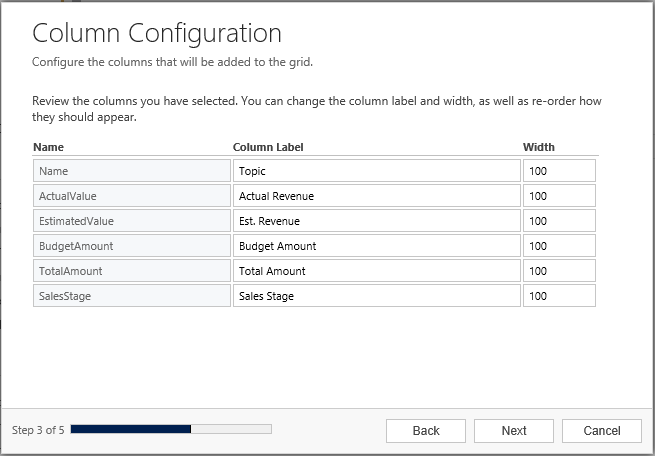 Column Configuration
Configure the columns that will be added to the grid.
Review the columns you have selected. You can change the column label and width, as well as re-order how
they should appear.
Name Column Label Width
Name Topic 100
ActualValue Actual Revenue 100
EstimatedValue Est. Revenue 100
BudgetAmount Budget Amount 100
TotalAmount Total Amount 100
SalesStage Sales Stage 100
Step 3 of 5 Back Next Cancel